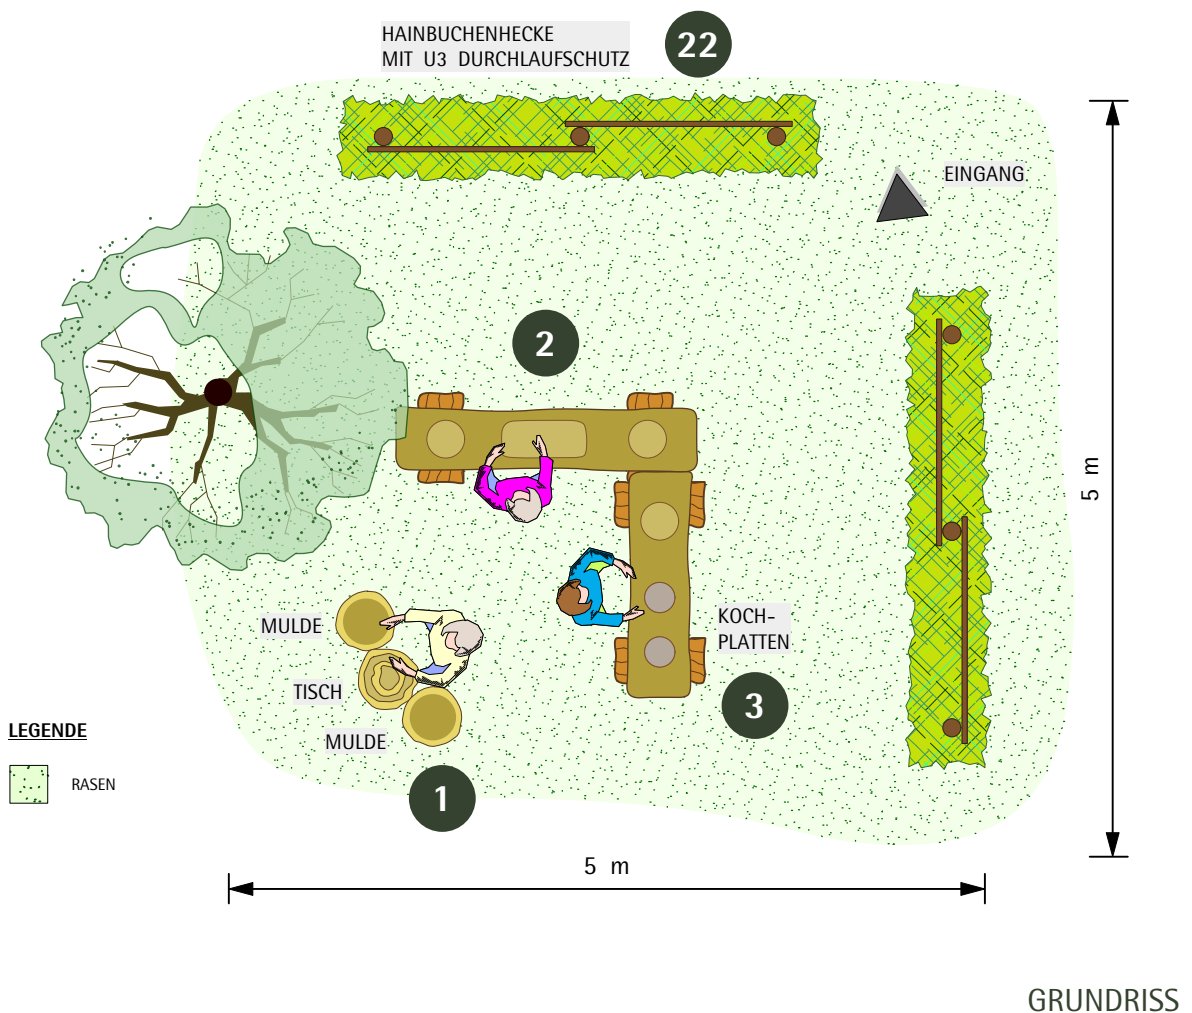 HAINBUCHENHECKE
MIT U3 DURCHLAUFSCHUTZ
22
EINGANG
2
5 m
MULDE
KOCH-
PLATTEN
TISCH
3
MULDE
LEGENDE
RASEN
1
5 m
GRUNDRISS